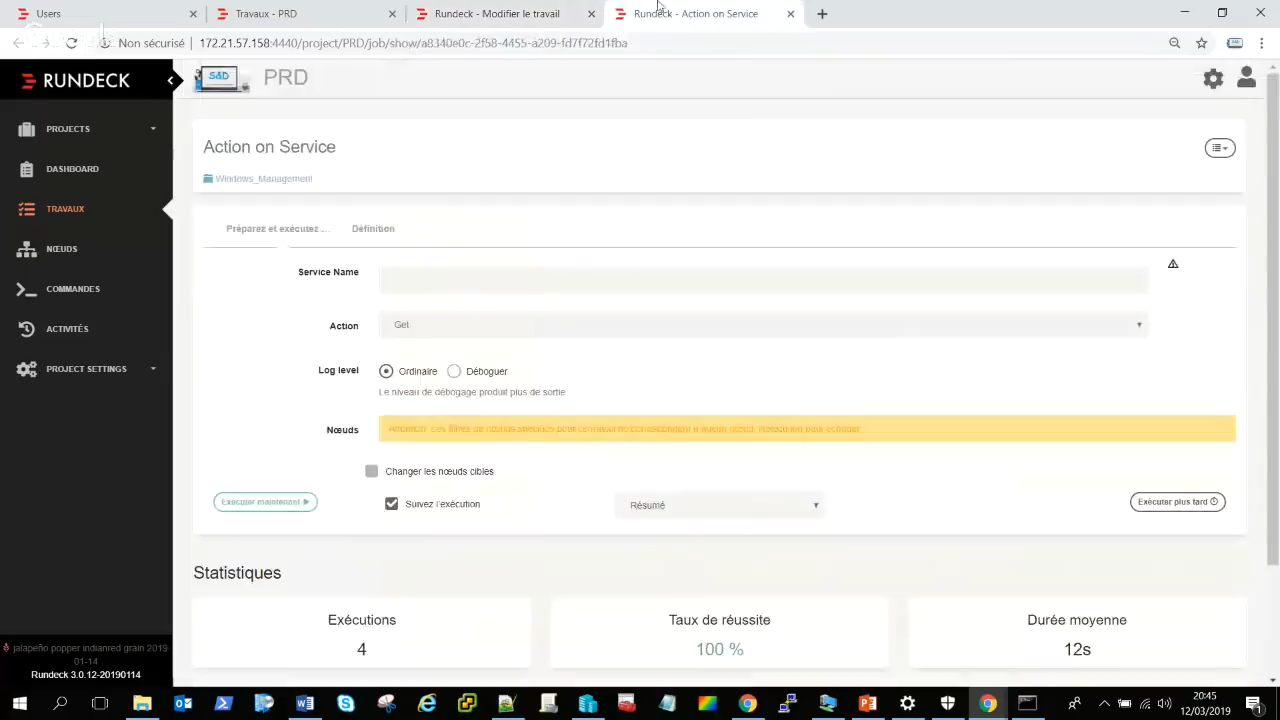 Users
Rundeck - Travaux
Rundeck - Modifier le travail
Rundeck - Action on Service
Non sécurisé
172.21.57.158:4440/project/PRD/job/show/a8340e0c-2f58-4455-a209-fd7f72fd1fba
RUNDECK
S&D
PRD
PROJECTS
DASHBOARD
TRAVAUX
NŒUDS
COMMANDES
ACTIVITÉS
PROJECT SETTINGS
Action on Service
Windows_Management
Préparez et exécutez ...
Définition
Service Name
Action
Get
Log level
Ordinaire
Déboguer
Le niveau de débogage produit plus de sortie
Nœuds
Changer les nœuds cibles
Exécuter maintenant
Suivez l'exécution
Résumé
Exécuter plus tard
Statistiques
Exécutions
4
Taux de réussite
100 %
Durée moyenne
12s
jalapeño popper indianred grain 2019
01-14
Rundeck 3.0.12-20190114
20:45
12/03/2019